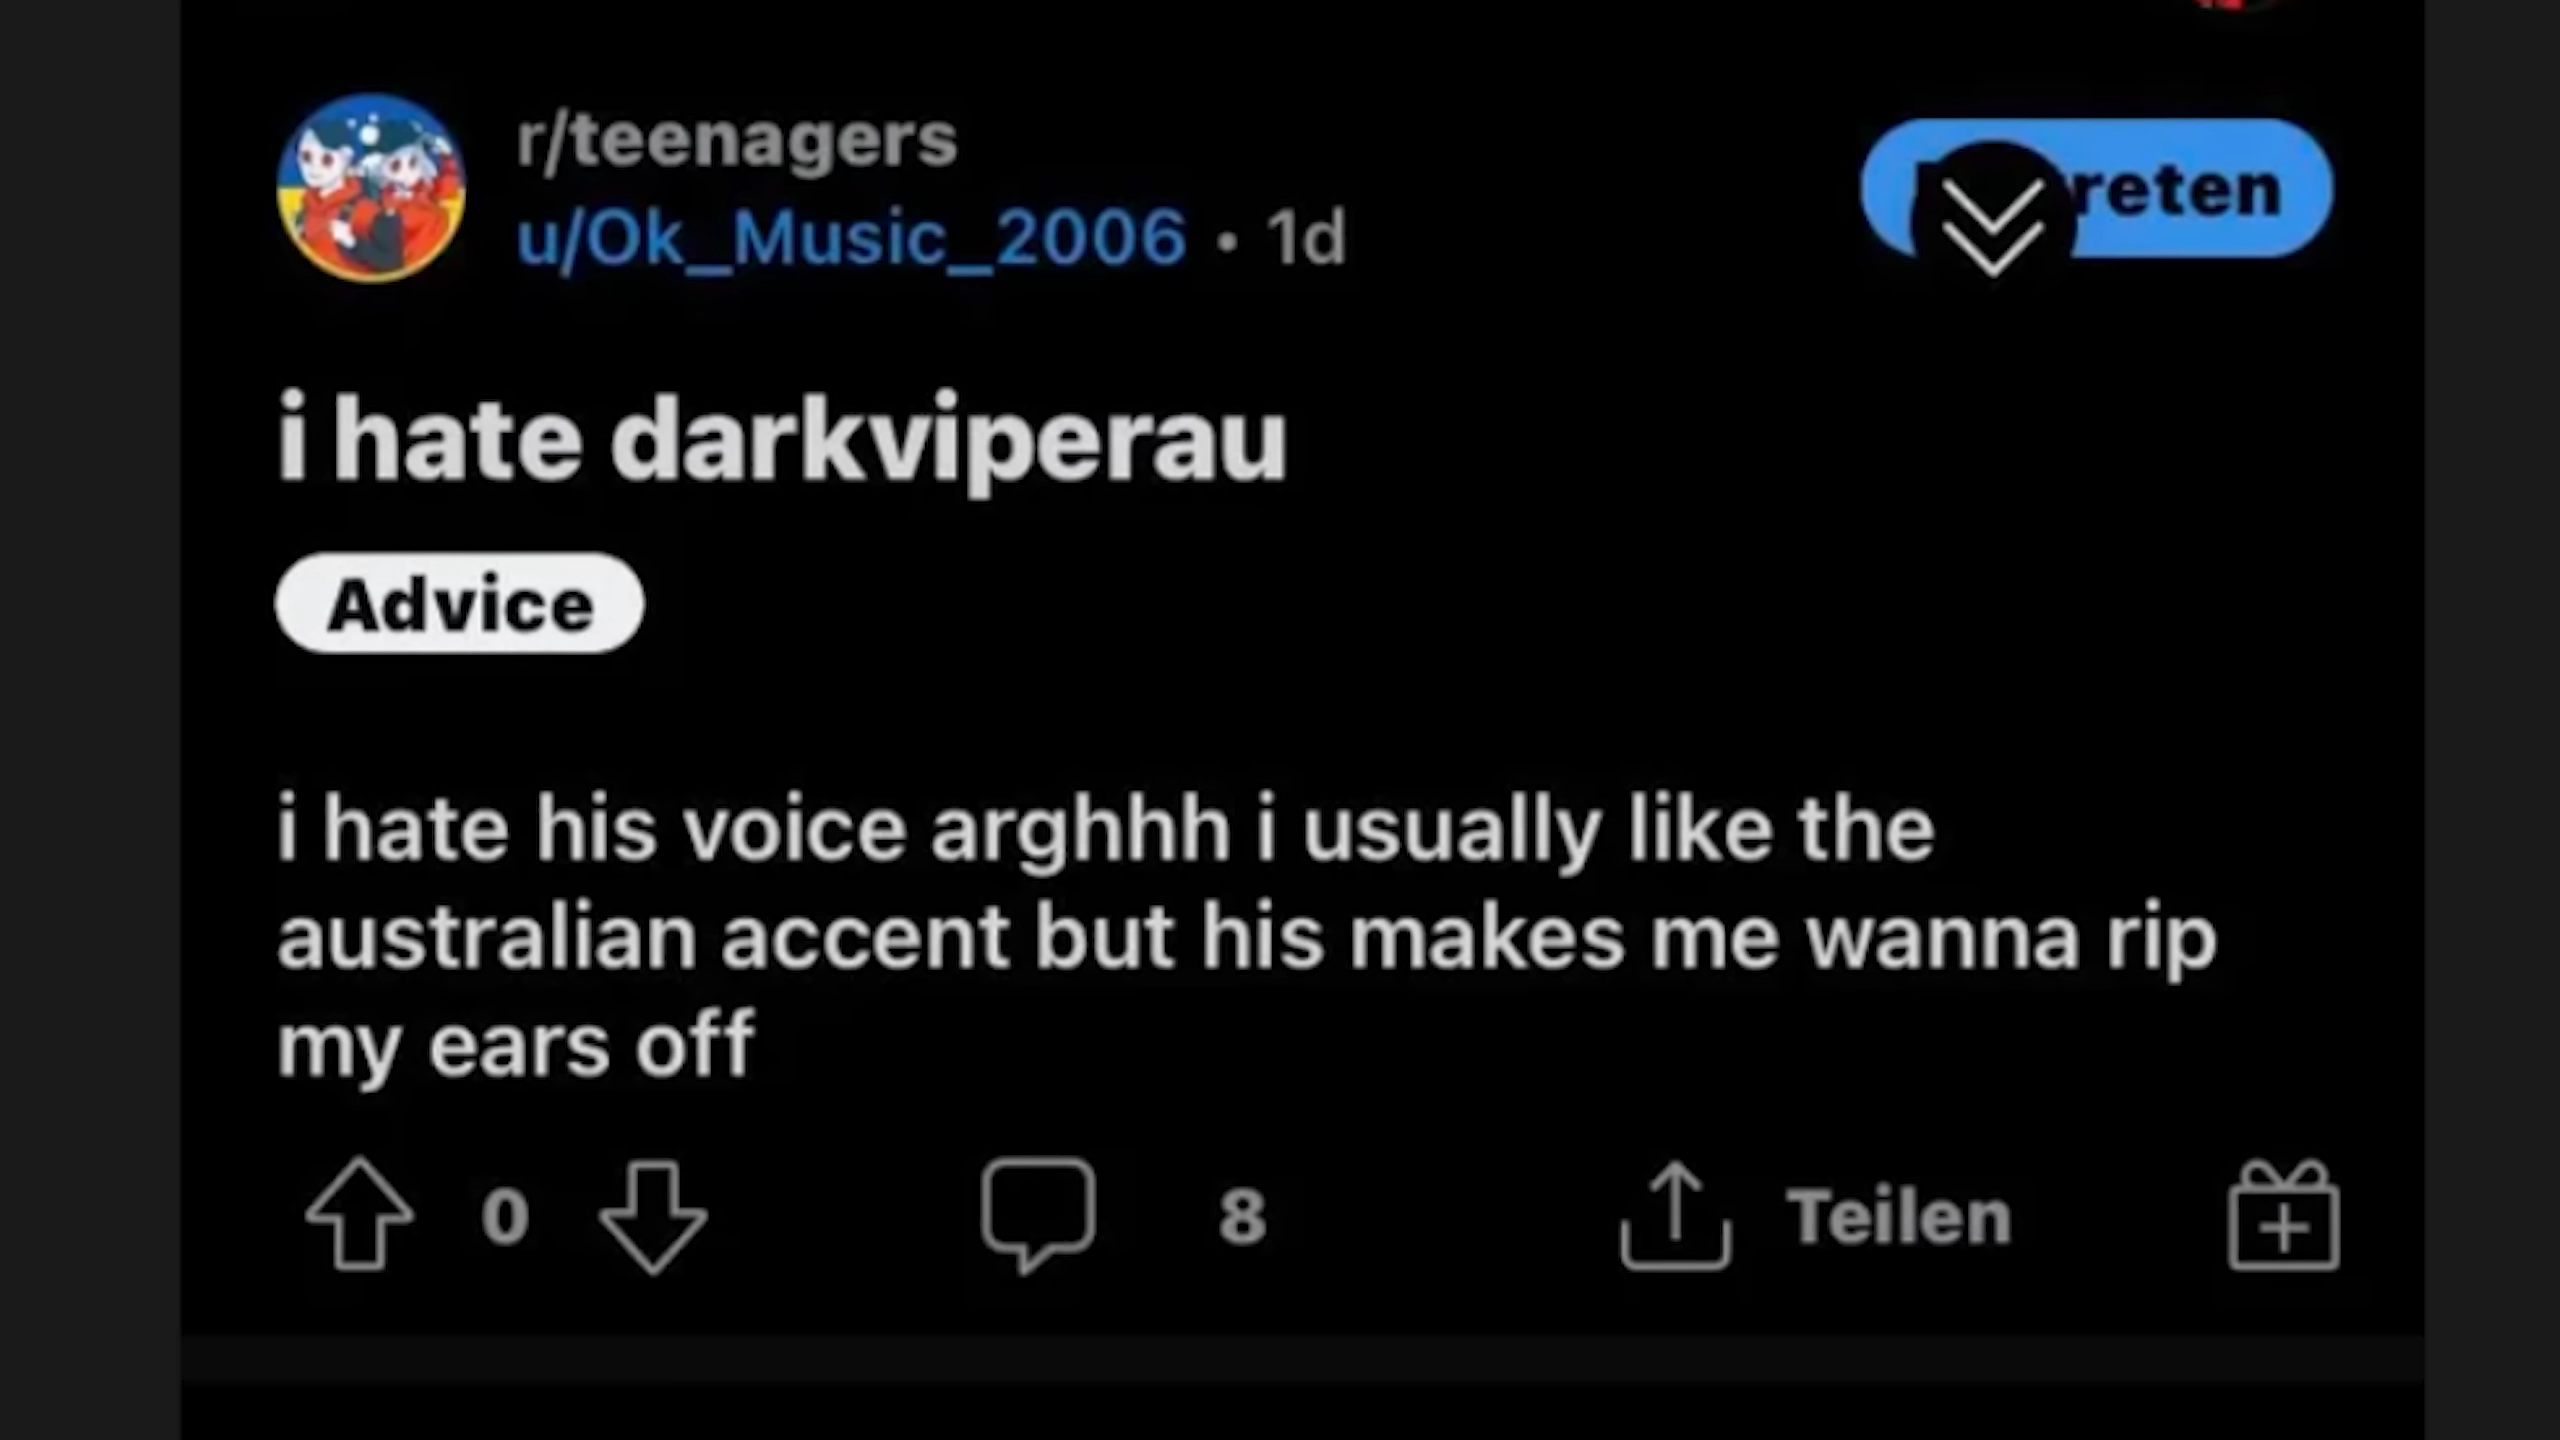 r/teenagers
u/Ok_Music_2006 • 1d
i hate darkviperau
Advice
i hate his voice arghhh i usually like the
australian accent but his makes me wanna rip
my ears off
0
8
Teilen